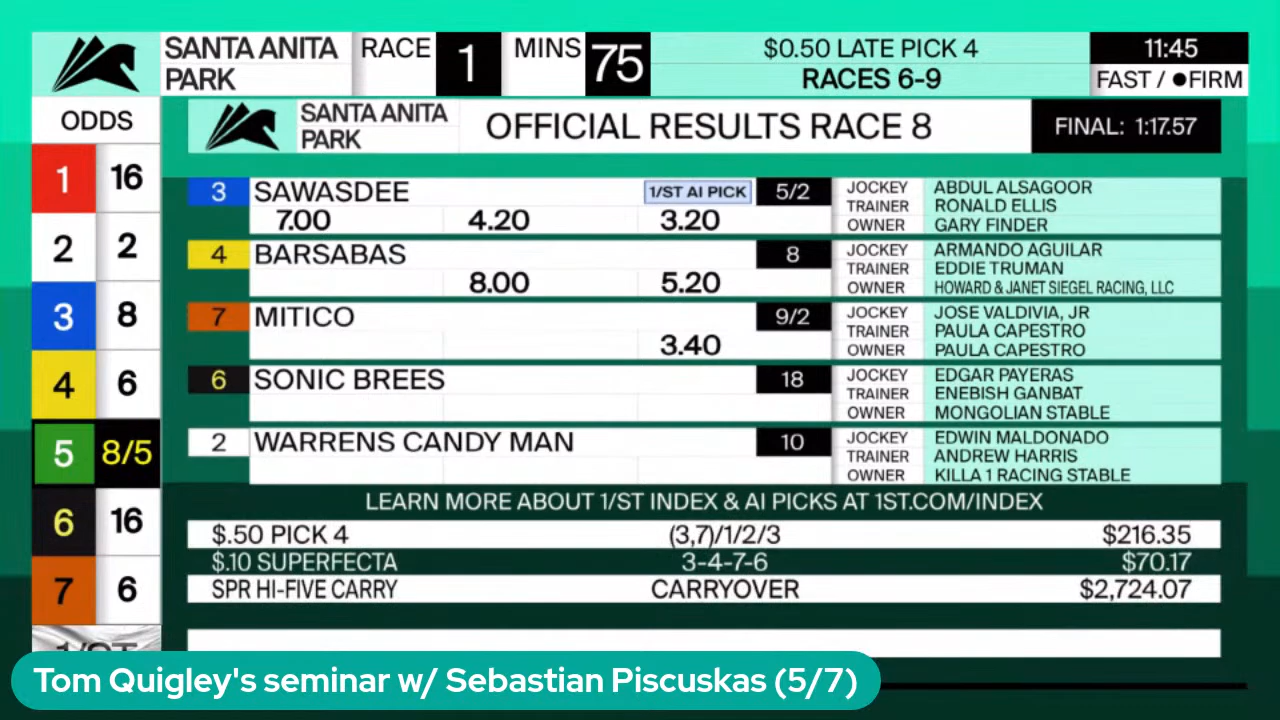 SANTA ANITA PARK RACE 1 MINS 75 $0.50 LATE PICK 4 11:45
RACES 6-9 FAST / ●FIRM
ODDS
1 16
2 2
3 8
4 6
5 8/5
6 16
7 6
1/ST
SANTA ANITA PARK OFFICIAL RESULTS RACE 8 FINAL: 1:17.57
3 SAWASDEE 1/ST AI PICK 5/2 JOCKEY ABDUL ALSAGOOR
TRAINER RONALD ELLIS
7.00 4.20 3.20 OWNER GARY FINDER
4 BARSABAS 8 JOCKEY ARMANDO AGUILAR
TRAINER EDDIE TRUMAN
8.00 5.20 OWNER HOWARD & JANET SIEGEL RACING, LLC
7 MITICO 9/2 JOCKEY JOSE VALDIVIA, JR
TRAINER PAULA CAPESTRO
3.40 OWNER PAULA CAPESTRO
6 SONIC BREES 18 JOCKEY EDGAR PAYERAS
TRAINER ENEBISH GANBAT
OWNER MONGOLIAN STABLE
2 WARRENS CANDY MAN 10 JOCKEY EDWIN MALDONADO
TRAINER ANDREW HARRIS
OWNER KILLA 1 RACING STABLE
LEARN MORE ABOUT 1/ST INDEX & AI PICKS AT 1ST.COM/INDEX
$.50 PICK 4 (3,7)/1/2/3 $216.35
$.10 SUPERFECTA 3-4-7-6 $70.17
SPR HI-FIVE CARRY CARRYOVER $2,724.07
Tom Quigley's seminar w/ Sebastian Piscuskas (5/7)